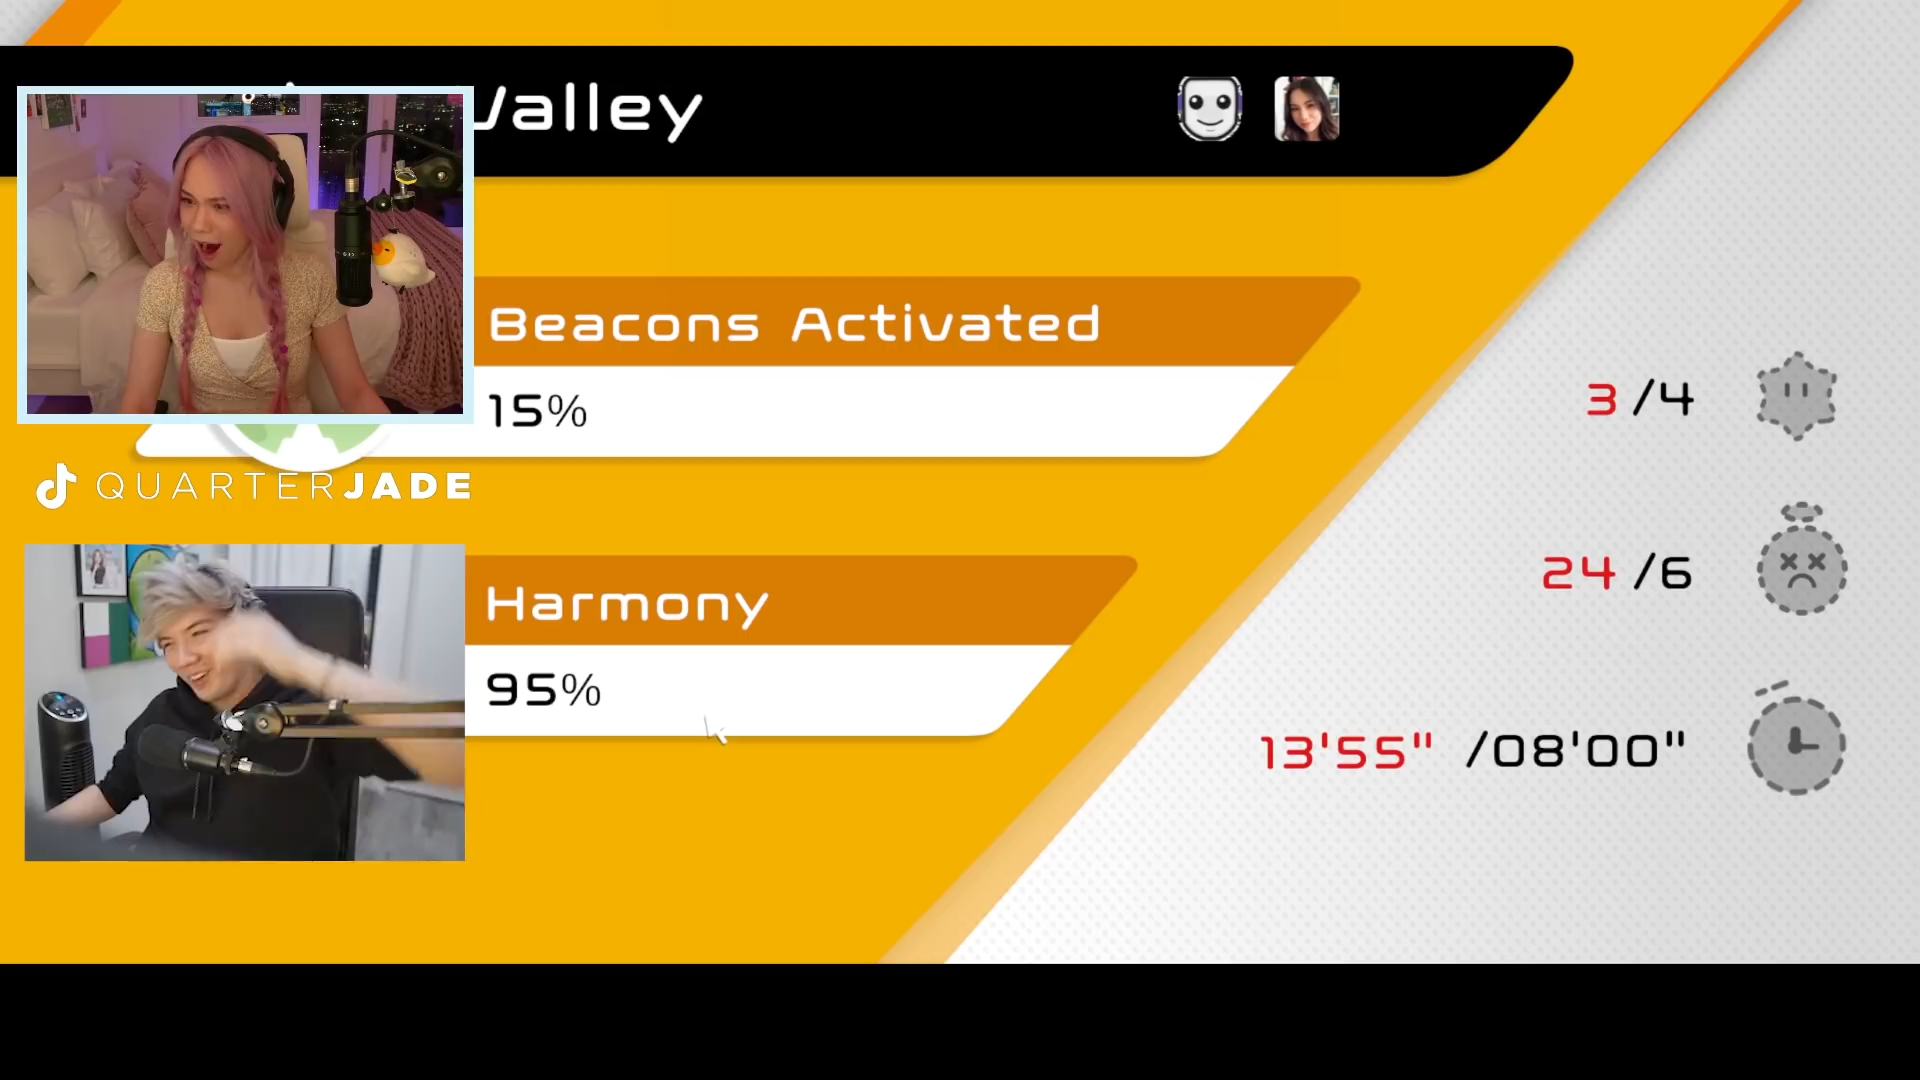 Valley
Beacons Activated
15%
3 /4
QUARTERJADE
24 /6
Harmony
95%
13'55" /08'00"